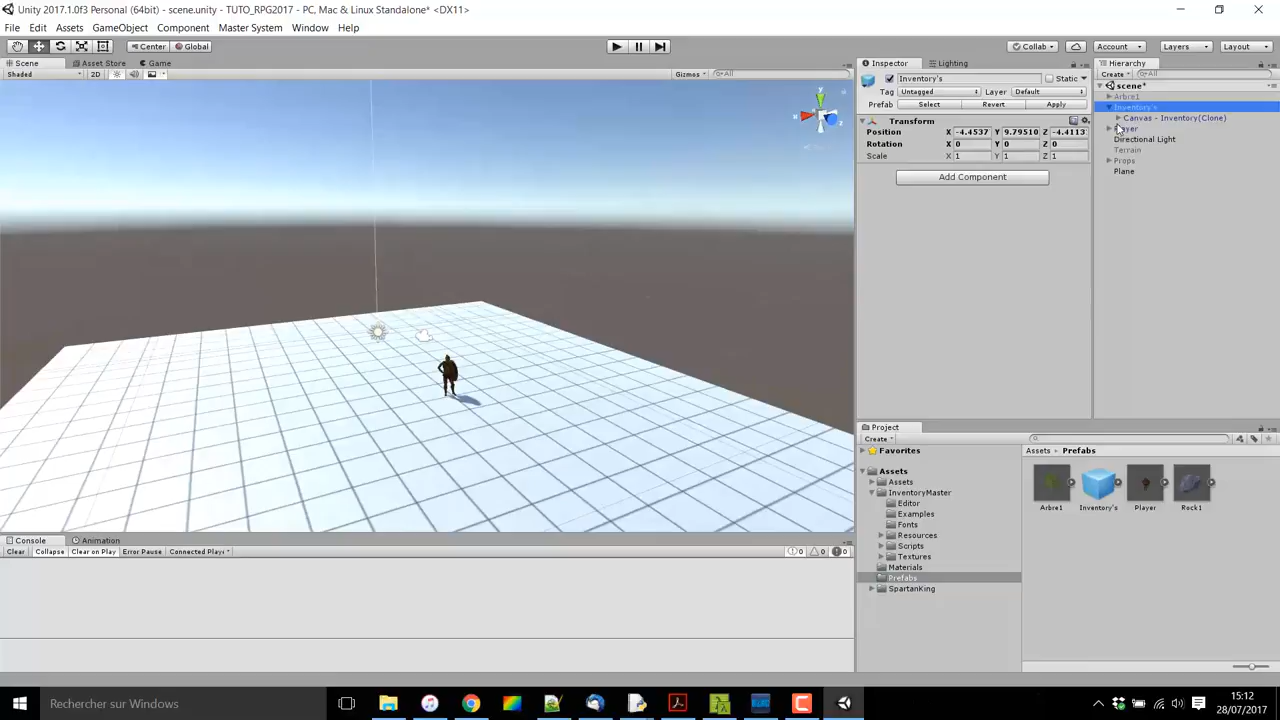 Unity 2017.1.0f3 Personal (64bit) - scene.unity - TUTO_RPG2017 - PC, Mac & Linux Standalone* <DX11>
File Edit Assets GameObject Component Master System Window Help
Center Global Collab Account Layers Layout
Scene Asset Store Game
Shaded 2D Gizmos All
y x z
Inspector Lighting
Inventory's Static
Tag Untagged Layer Default
Prefab Select Revert Apply
Transform
Position X -4.4537 Y 9.79510 Z -4.4113
Rotation X 0 Y 0 Z 0
Scale X 1 Y 1 Z 1
Add Component
Hierarchy
Create All
scene*
Arbre1
Inventory's
Canvas - Inventory(Clone)
Player
Directional Light
Terrain
Props
Plane
Project
Create
Favorites
Assets
Assets
InventoryMaster
Editor
Examples
Fonts
Resources
Scripts
Textures
Materials
Prefabs
SpartanKing
Assets Prefabs
Arbre1 Inventory's Player Rock1
Console Animation
Clear Collapse Clear on Play Error Pause Connected Play
0 0 0
Rechercher sur Windows
15:12
28/07/2017